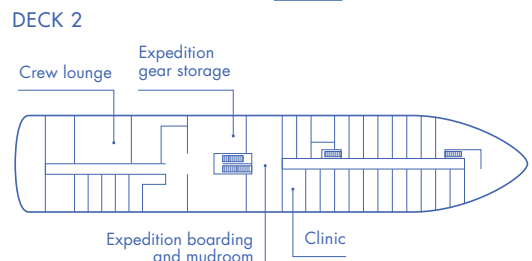 DECK 2
Expedition
gear storage
Crew lounge
Expedition boarding
and mudroom
Clinic